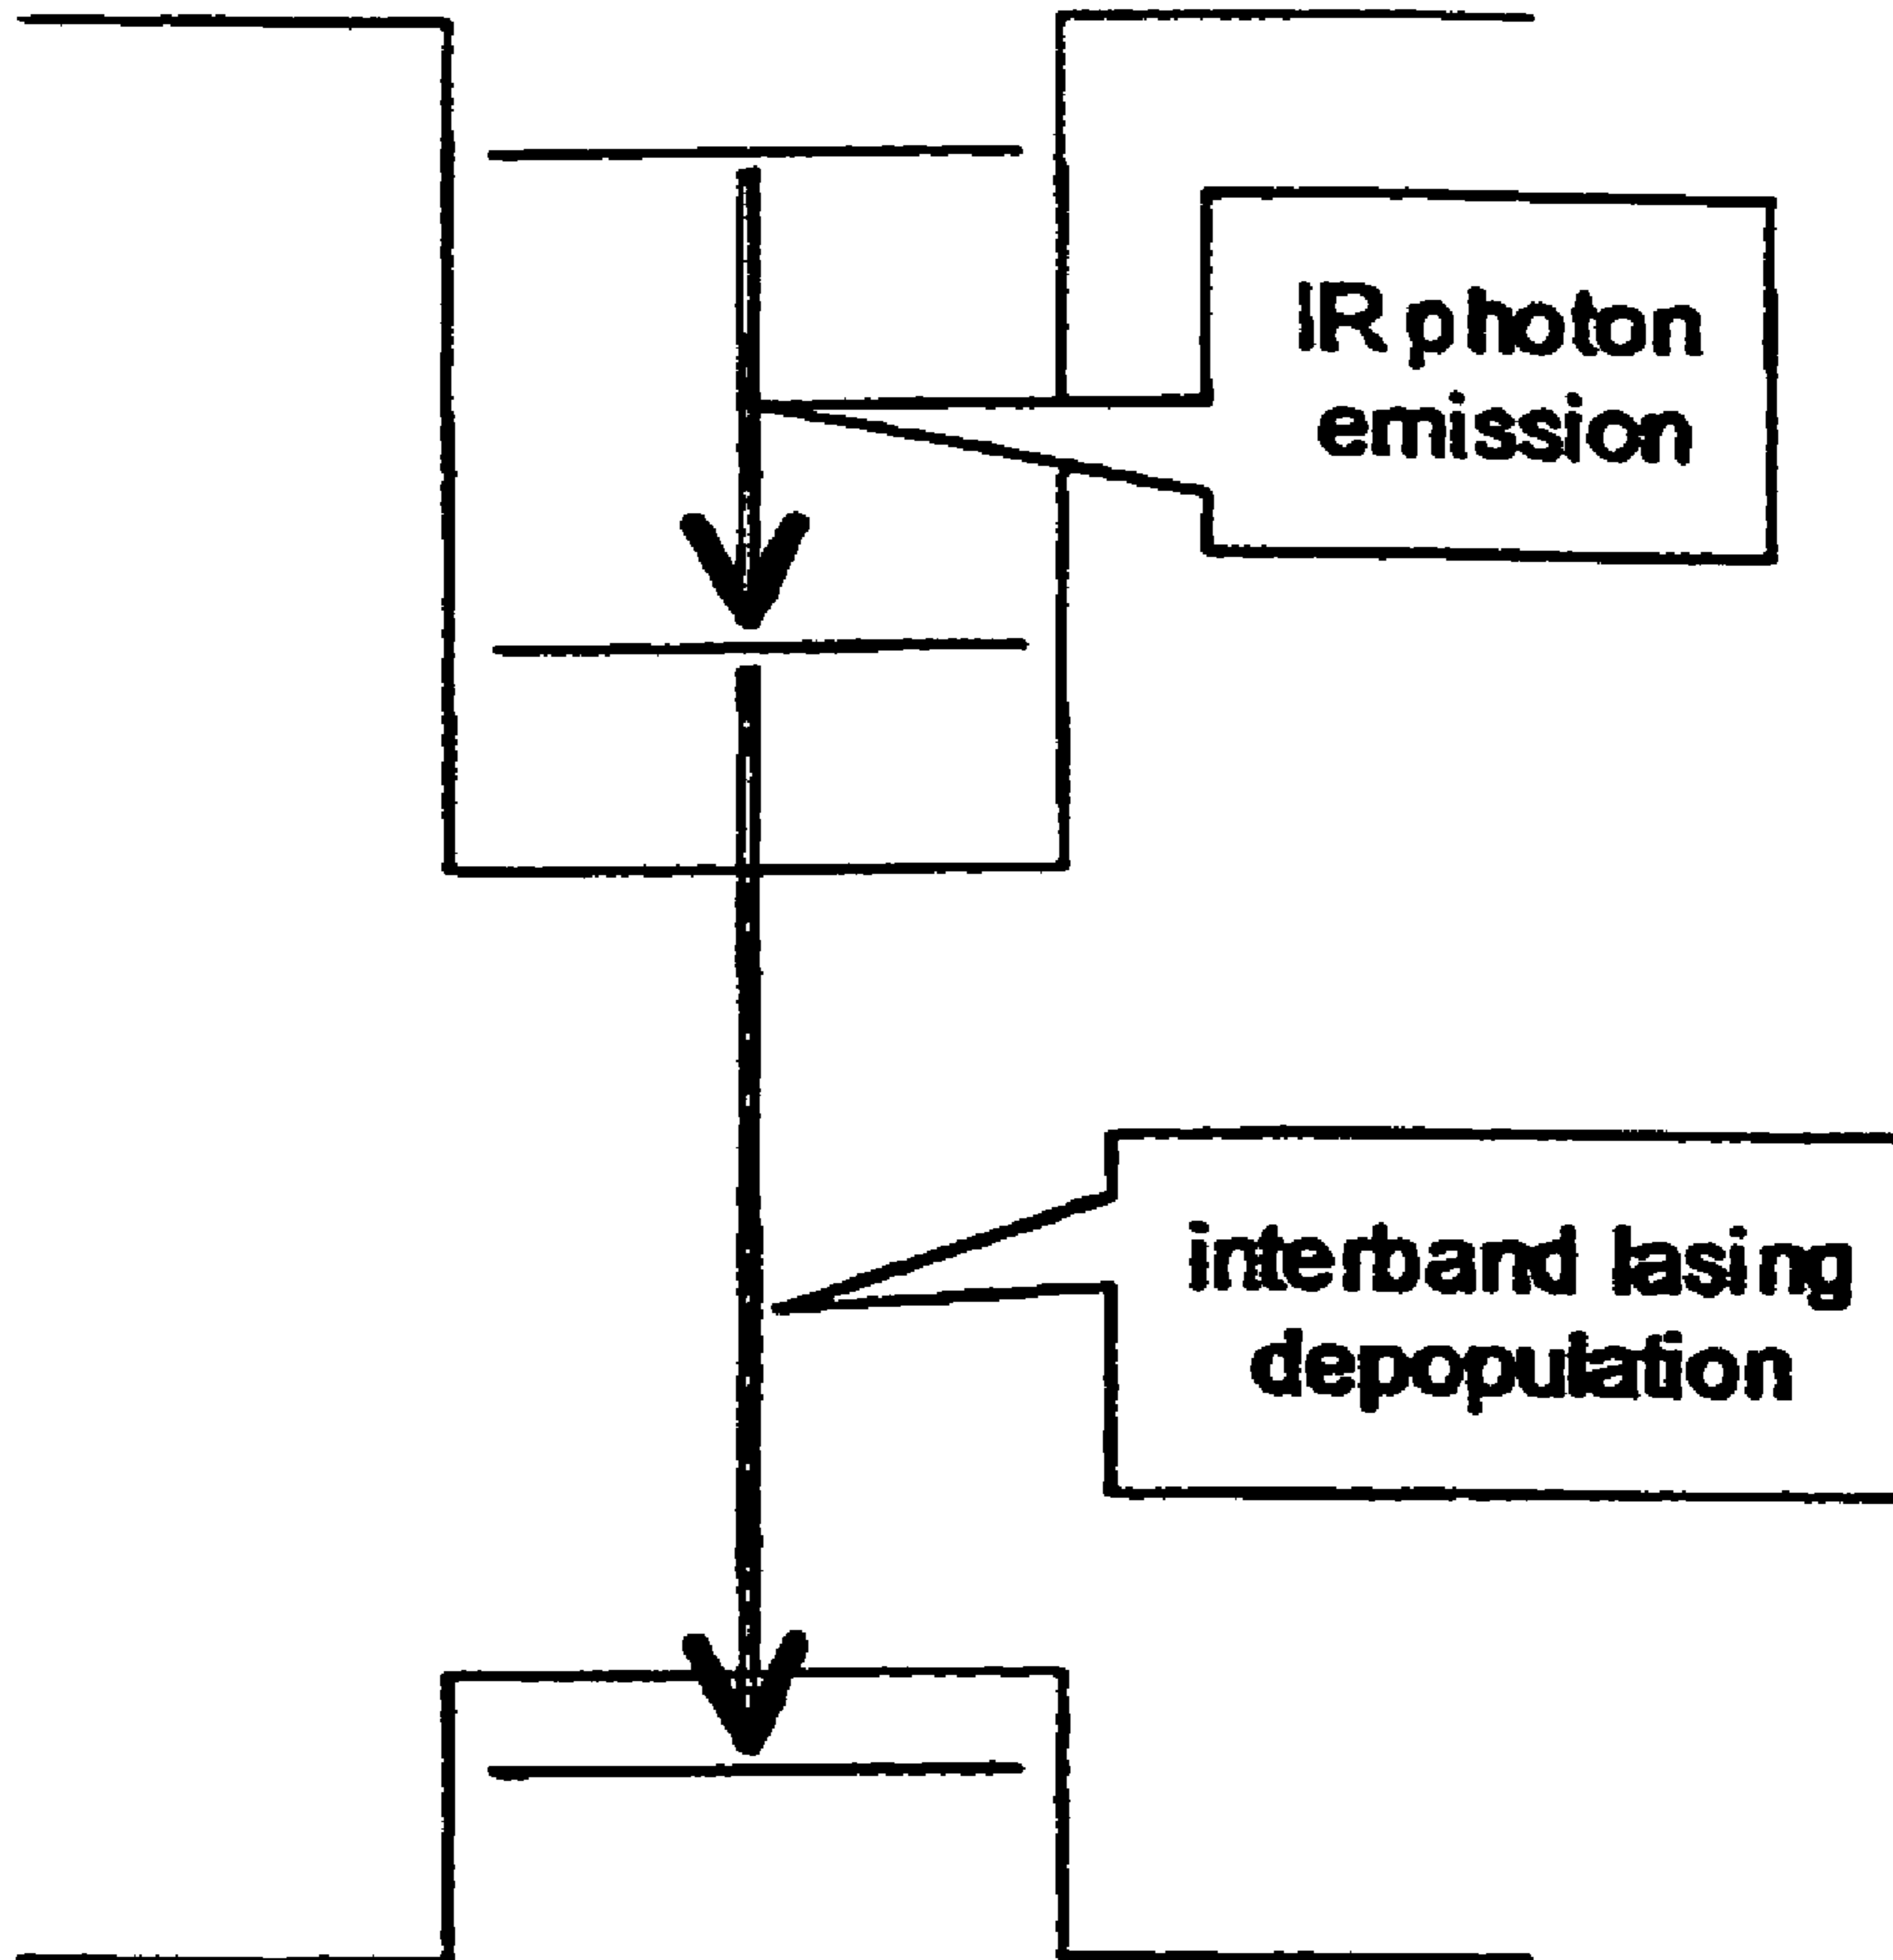 IR photon
emission
interband lasing
depopulation